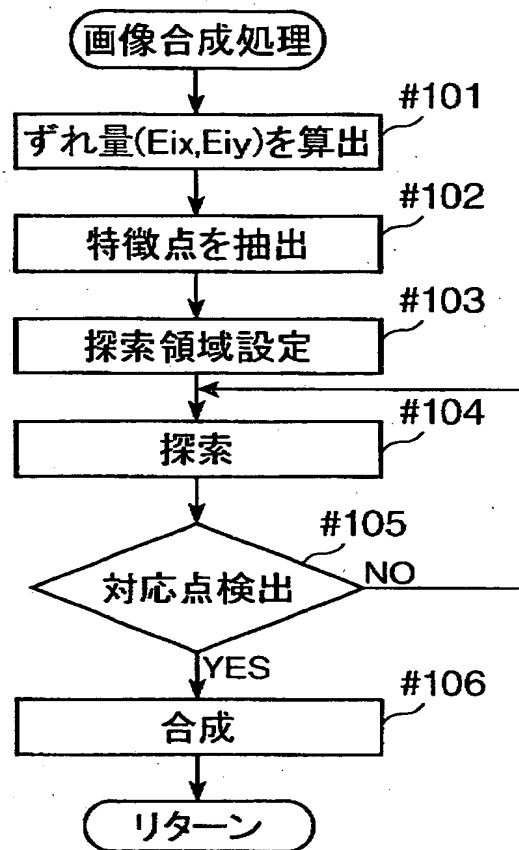 画像合成処理
#101
ずれ量(Eix,Eiy)を算出
#102
特徴点を抽出
#103
探索領域設定
#104
探索
#105
対応点検出
NO
YES
#106
合成
リターン